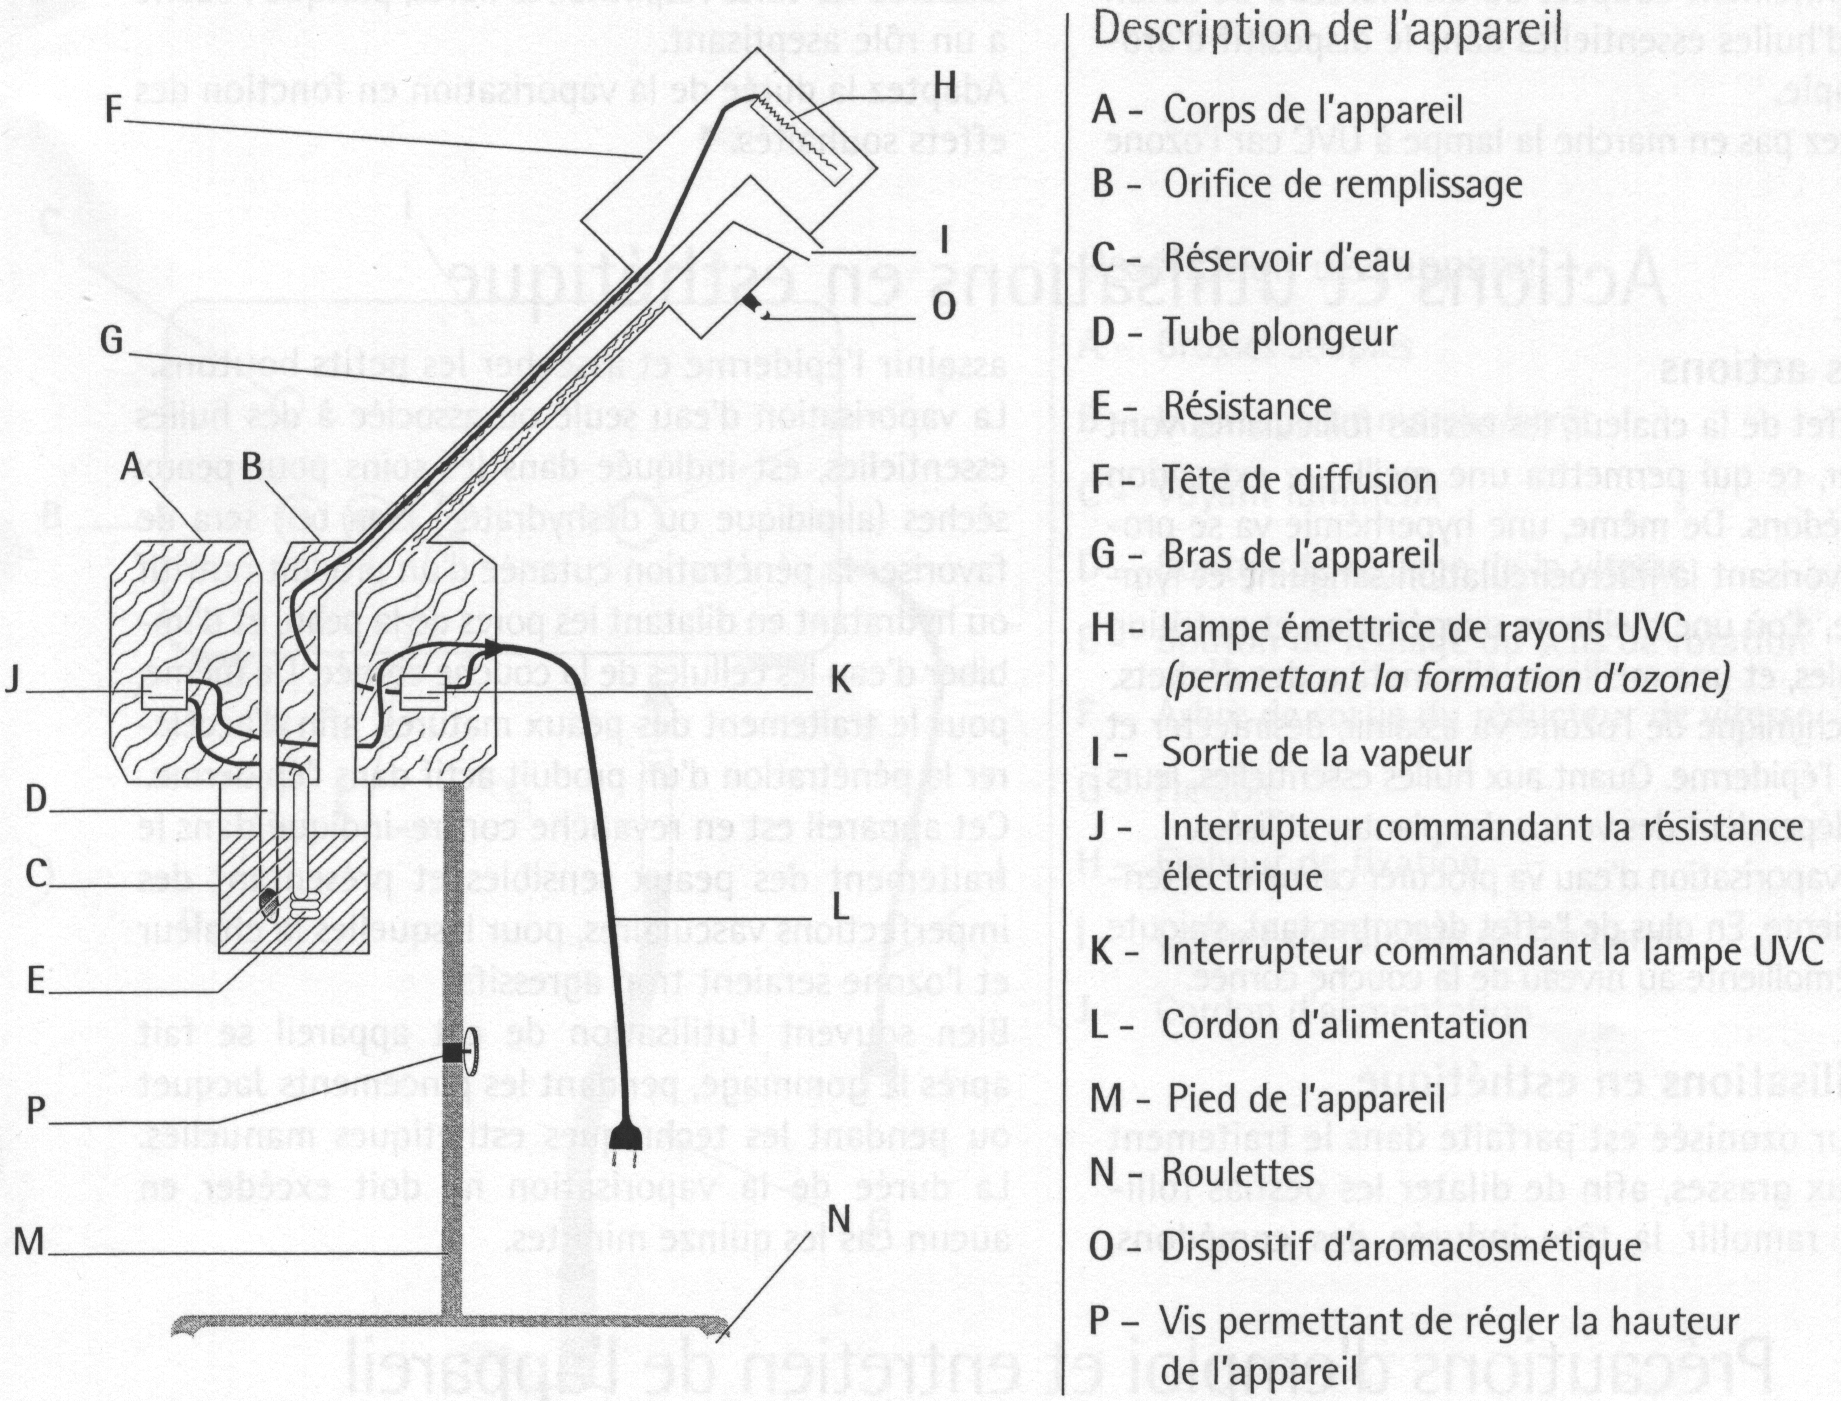 F
H
I
O
G
A
B
J
K
D
C
L
E
P
N
M
Description de l'appareil
A - Corps de l'appareil
B - Orifice de remplissage
C - Réservoir d'eau
D - Tube plongeur
E - Résistance
F - Tête de diffusion
G - Bras de l'appareil
H - Lampe émettrice de rayons UVC
(permettant la formation d'ozone)
I - Sortie de la vapeur
J - Interrupteur commandant la résistance
électrique
K - Interrupteur commandant la lampe UVC
L - Cordon d'alimentation
M - Pied de l'appareil
N - Roulettes
O - Dispositif d'aromacosmétique
P - Vis permettant de régler la hauteur
de l'appareil